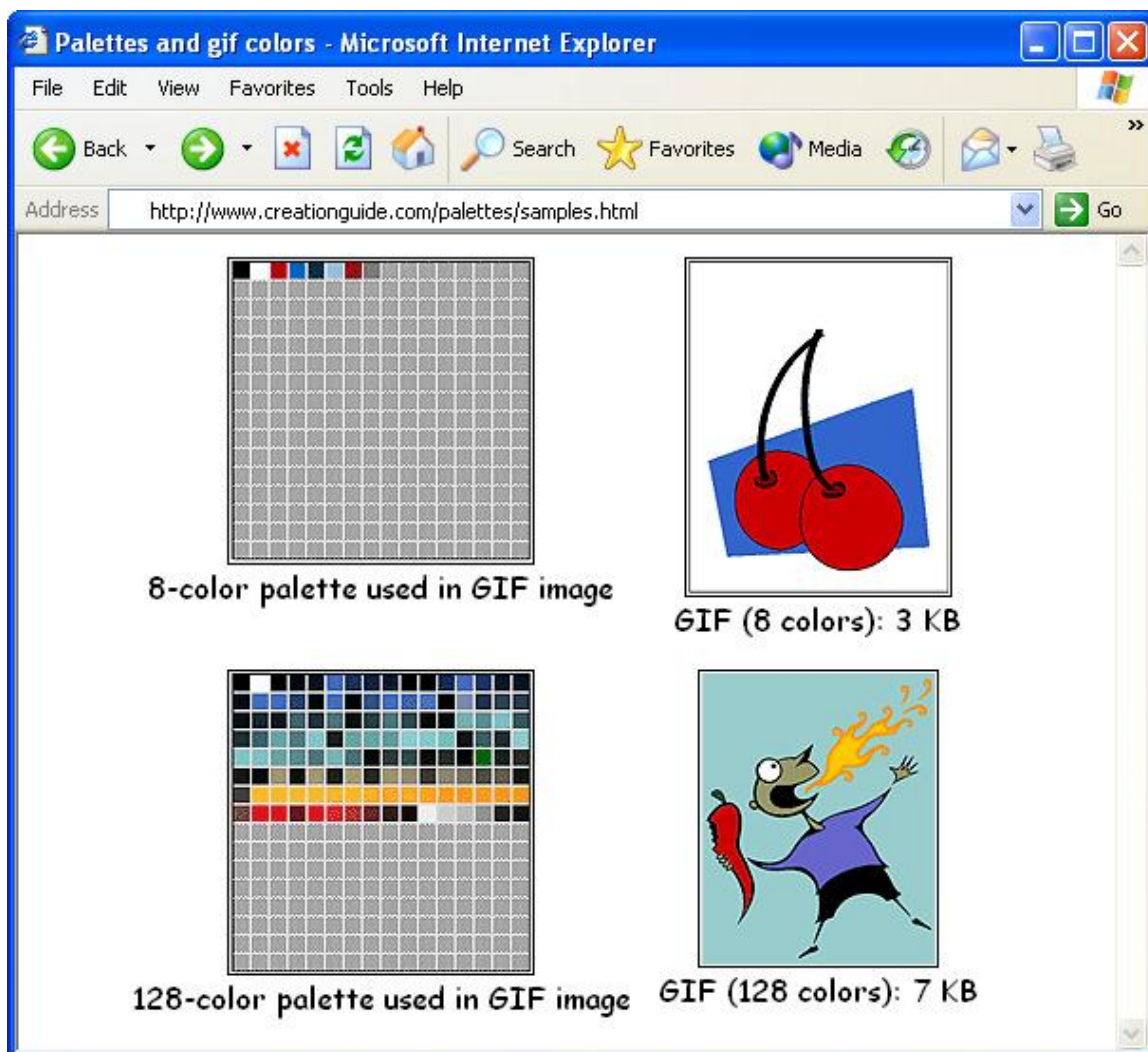 Palettes and gif colors - Microsoft Internet Explorer
File Edit View Favorites Tools Help
Back Search Favorites Media »
Address http://www.creationguide.com/palettes/samples.html Go
8-color palette used in GIF image
GIF (8 colors): 3 KB
128-color palette used in GIF image
GIF (128 colors): 7 KB